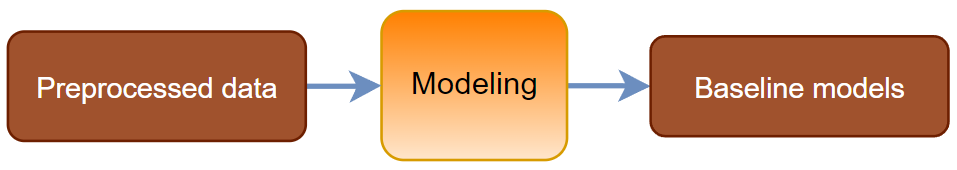 Preprocessed data
Modeling
Baseline models